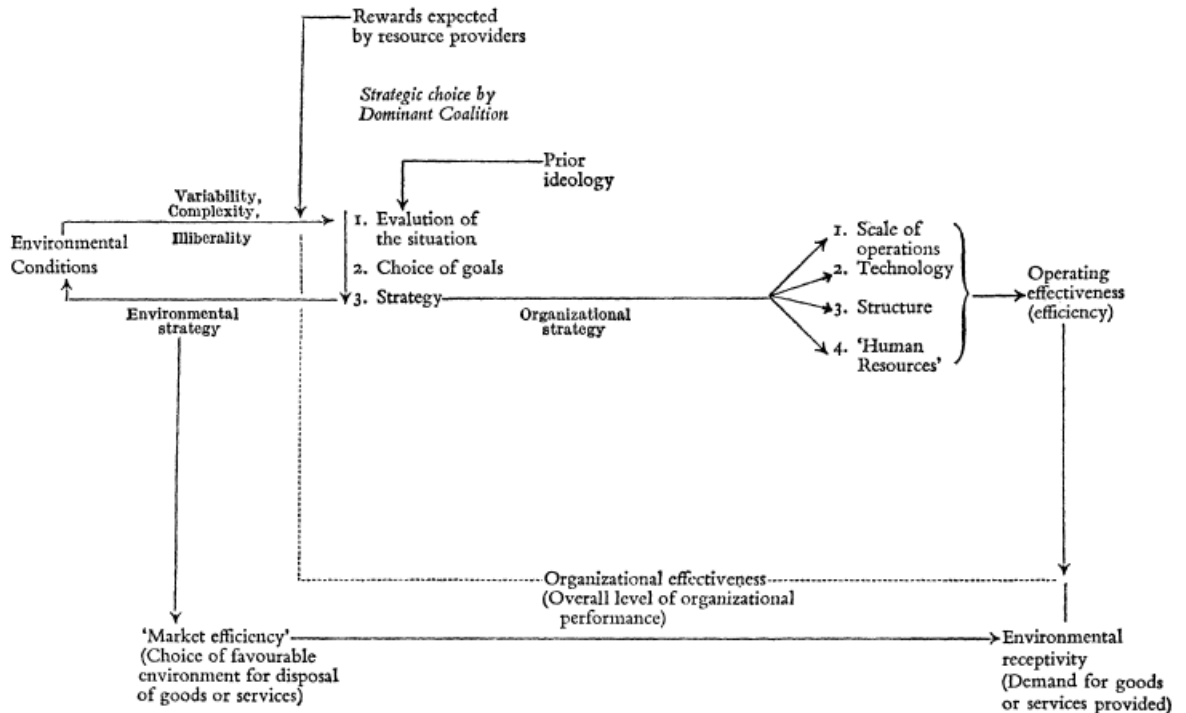 Rewards expected
by resource providers
Strategic choice by
Dominant Coalition
Prior
ideology
Variability,
Complexity,
Illiberality
Environmental
Conditions
1. Evalution of
the situation
2. Choice of goals
3. Strategy
Environmental
strategy
Organizational
strategy
1. Scale of
operations
2. Technology
3. Structure
4. 'Human
Resources'
Operating
effectiveness
(efficiency)
Organizational effectiveness
(Overall level of organizational
performance)
'Market efficiency'
(Choice of favourable
environment for disposal
of goods or services)
Environmental
receptivity
(Demand for goods
or services provided)